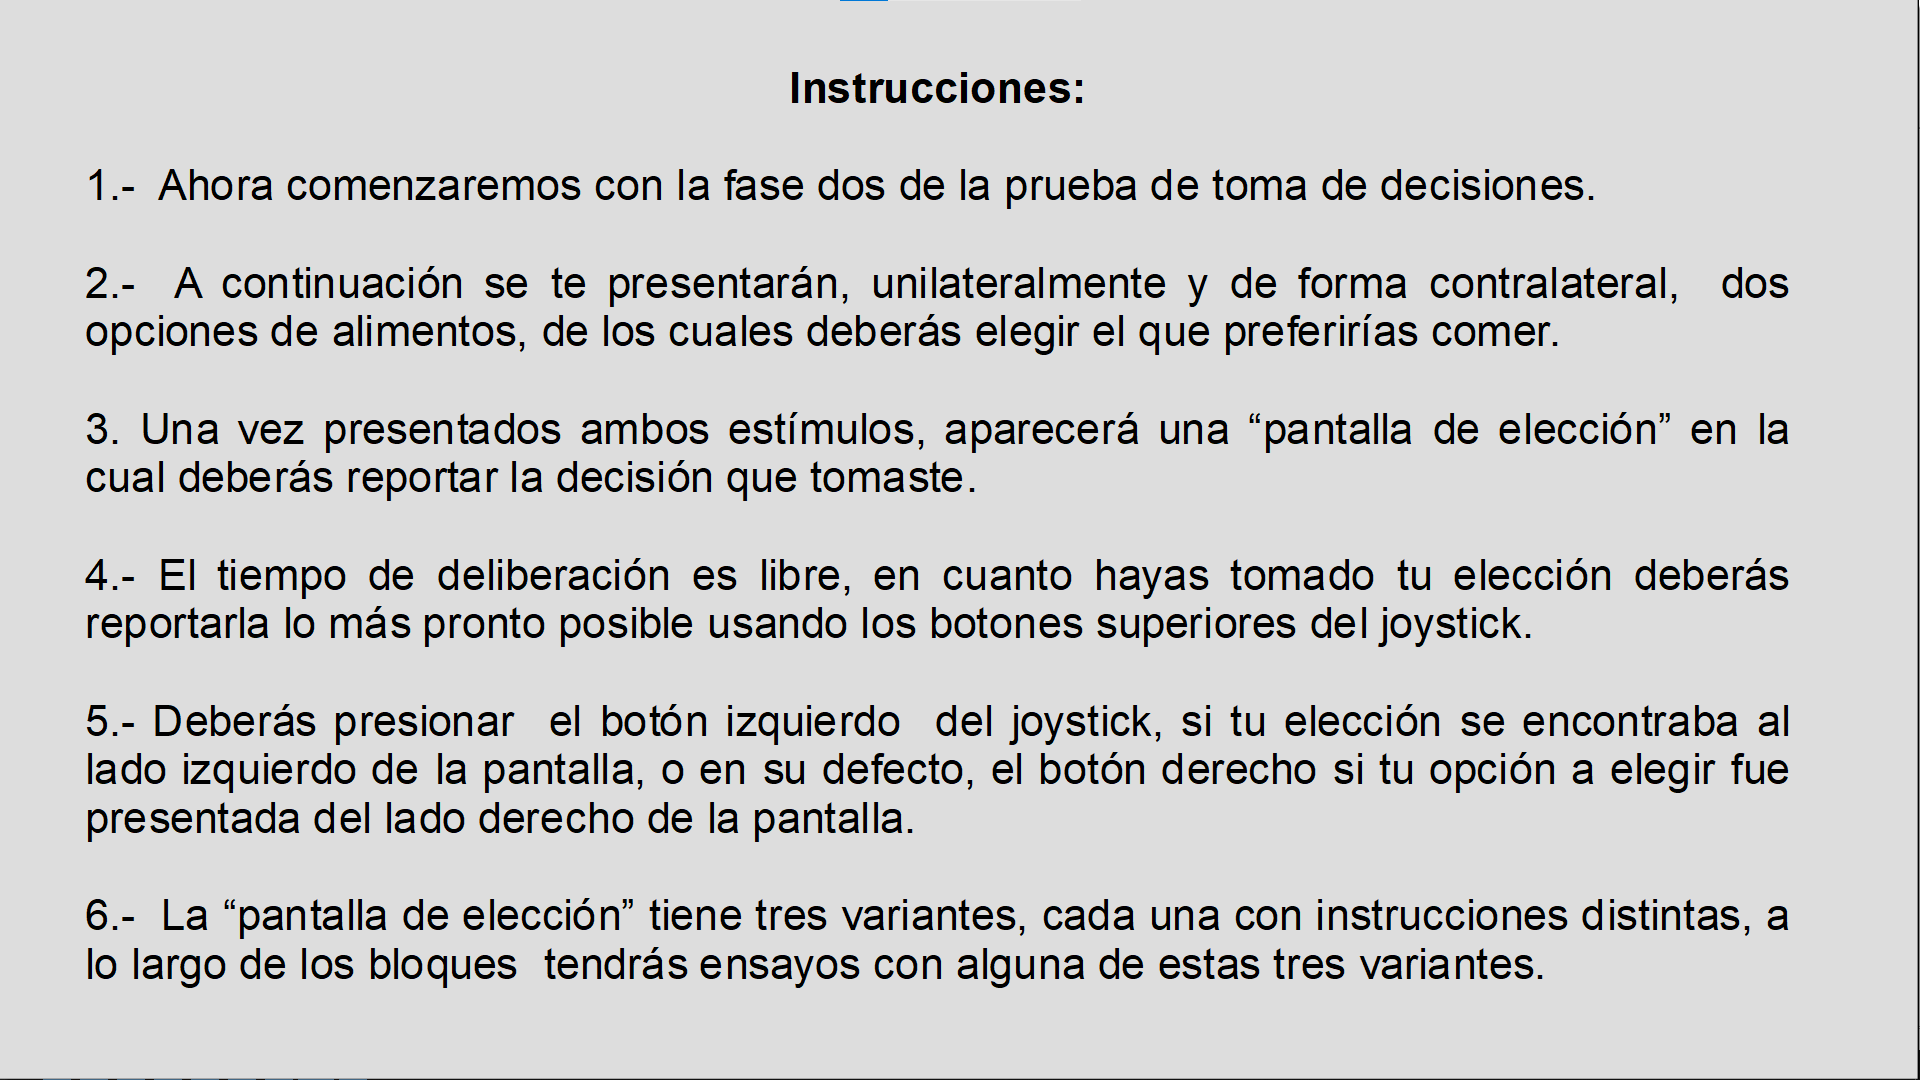 Instrucciones:
1.- Ahora comenzaremos con la fase dos de la prueba de toma de decisiones.
2.- A continuación se te presentarán, unilateralmente y de forma contralateral, dos
opciones de alimentos, de los cuales deberás elegir el que preferirías comer.
3. Una vez presentados ambos estímulos, aparecerá una “pantalla de elección” en la
cual deberás reportar la decisión que tomaste.
4.- El tiempo de deliberación es libre, en cuanto hayas tomado tu elección deberás
reportarla lo más pronto posible usando los botones superiores del joystick.
5.- Deberás presionar el botón izquierdo del joystick, si tu elección se encontraba al
lado izquierdo de la pantalla, o en su defecto, el botón derecho si tu opción a elegir fue
presentada del lado derecho de la pantalla.
6.- La “pantalla de elección” tiene tres variantes, cada una con instrucciones distintas, a
lo largo de los bloques tendrás ensayos con alguna de estas tres variantes.